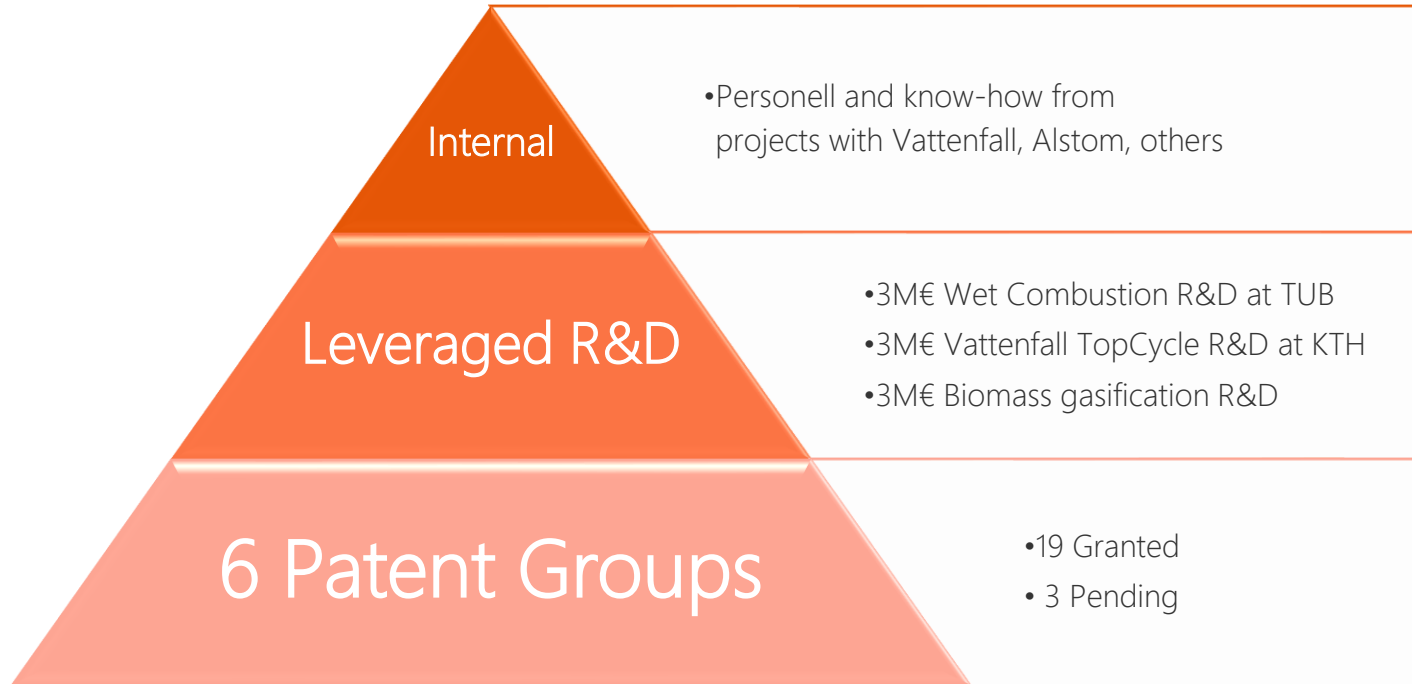 Internal
•Personell and know-how from
projects with Vattenfall, Alstom, others
Leveraged R&D
•3M€ Wet Combustion R&D at TUB
•3M€ Vattenfall TopCycle R&D at KTH
•3M€ Biomass gasification R&D
6 Patent Groups
•19 Granted
• 3 Pending